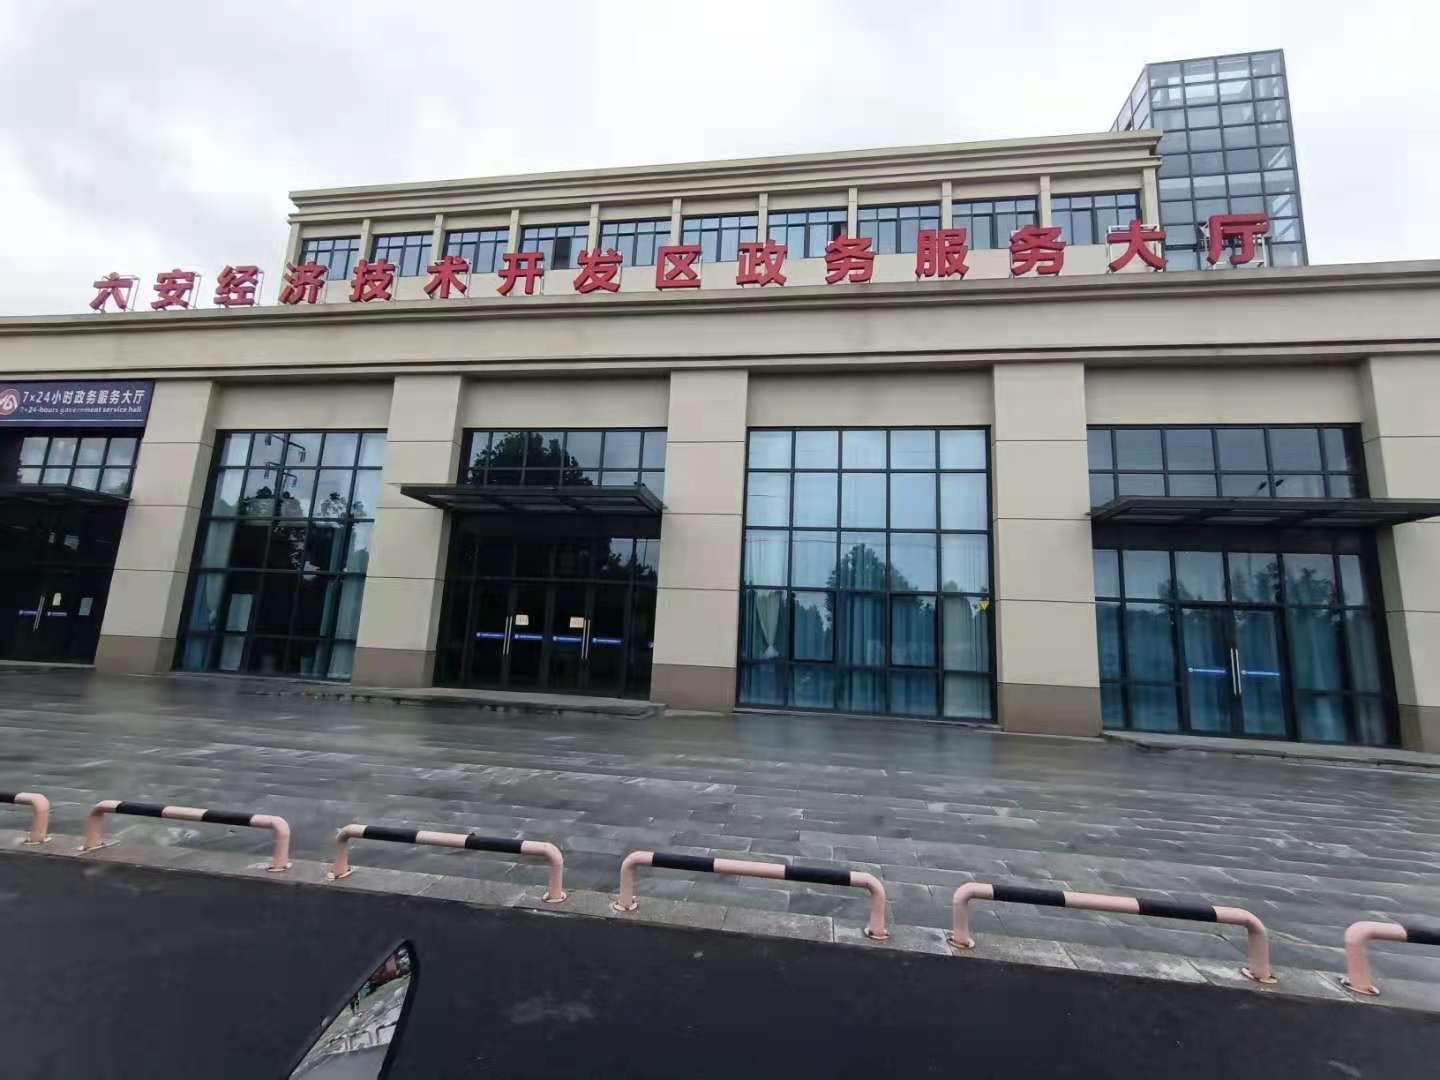 六安经济技术开发区政务服务大厅
7×24小时政务服务大厅
7×24-hours government service hall